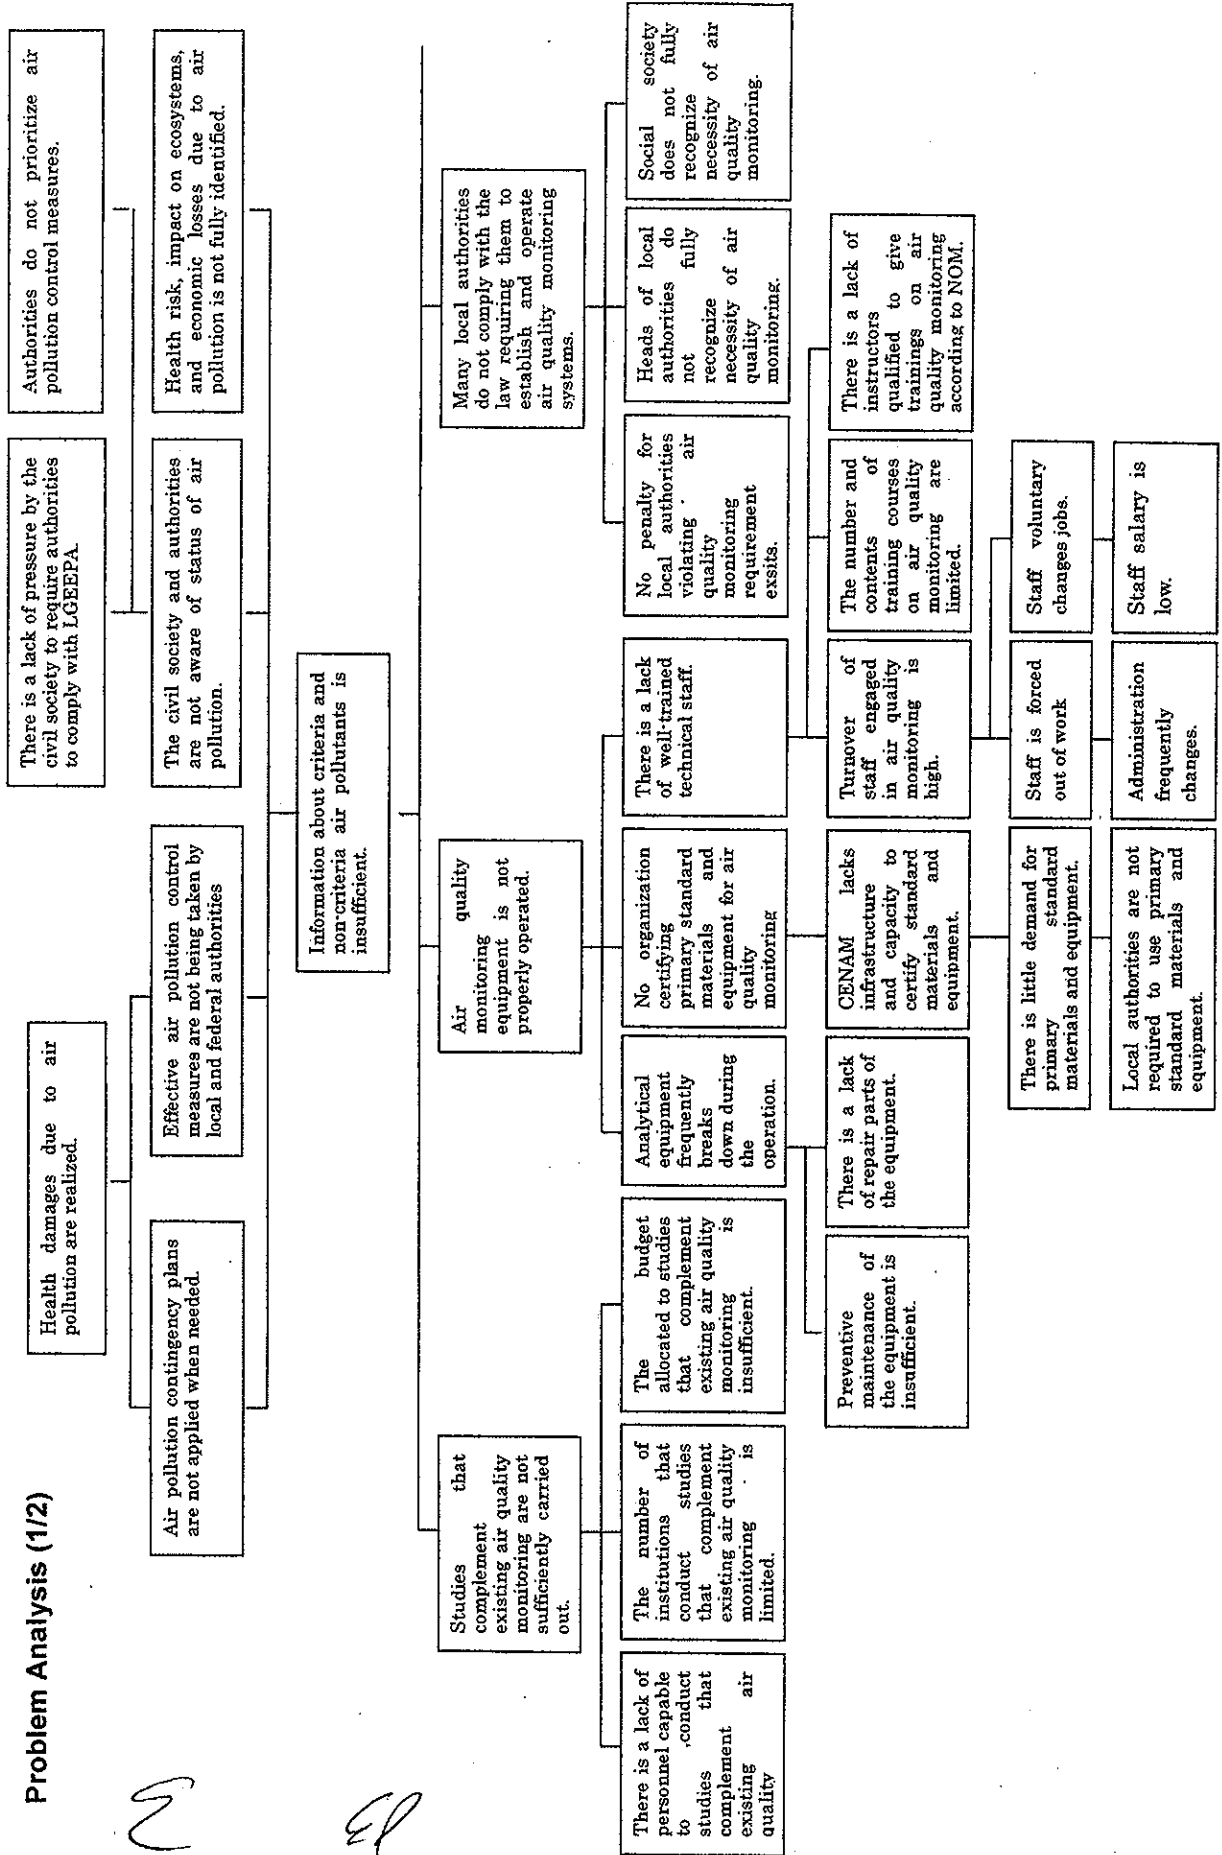 Problem Analysis (1/2)
Health damages due to air
pollution are realized.
There is a lack of pressure by the
civil society to require authorities
to comply with LGEEPA.
Authorities do not prioritize air
pollution control measures.
Air pollution contingency plans
are not applied when needed.
Effective air pollution control
measures are not being taken by
local and federal authorities
The civil society and authorities
are not aware of status of air
pollution.
Health risk, impact on ecosystems,
and economic losses due to air
pollution is not fully identified.
Information about criteria and
non-criteria air pollutants is
insufficient.
Studies that
complement
existing air quality
monitoring are not
sufficiently carried
out.
Air quality
monitoring
equipment is not
properly operated.
Many local authorities
do not comply with the
law requiring them to
establish and operate
air quality monitoring
systems.
There is a lack of
personnel capable
to conduct
studies that
complement
existing air
quality
The number of
institutions that
conduct studies
that complement
existing air quality
monitoring is
limited.
The budget
allocated to studies
that complement
existing air quality
monitoring is
insufficient.
Analytical
equipment
frequently
breaks
down during
the
operation.
No organization
certifying
primary standard
materials and
equipment for air
quality
monitoring
There is a lack
of well-trained
technical staff.
No penalty for
local authorities
violating air
quality
monitoring
requirement
exsits.
Heads of local
authorities do
not fully
recognize
necessity of air
quality
monitoring.
Social society
does not fully
recognize
necessity of air
quality
monitoring.
Preventive
maintenance of
the equipment is
insufficient.
There is a lack
of repair parts of
the equipment.
CENAM lacks
infrastructure
and capacity to
certify standard
materials and
equipment.
Turnover of
staff engaged
in air quality
monitoring is
high.
The number and
contents of
training courses
on air quality
monitoring are
limited.
There is a lack of
instructors
qualified to give
trainings on air
quality monitoring
according to NOM.
There is little demand for
primary standard
materials and equipment.
Staff is forced
out of work
Staff voluntary
changes jobs.
Local authorities are not
required to use primary
standard materials and
equipment.
Administration
frequently
changes.
Staff salary is
low.